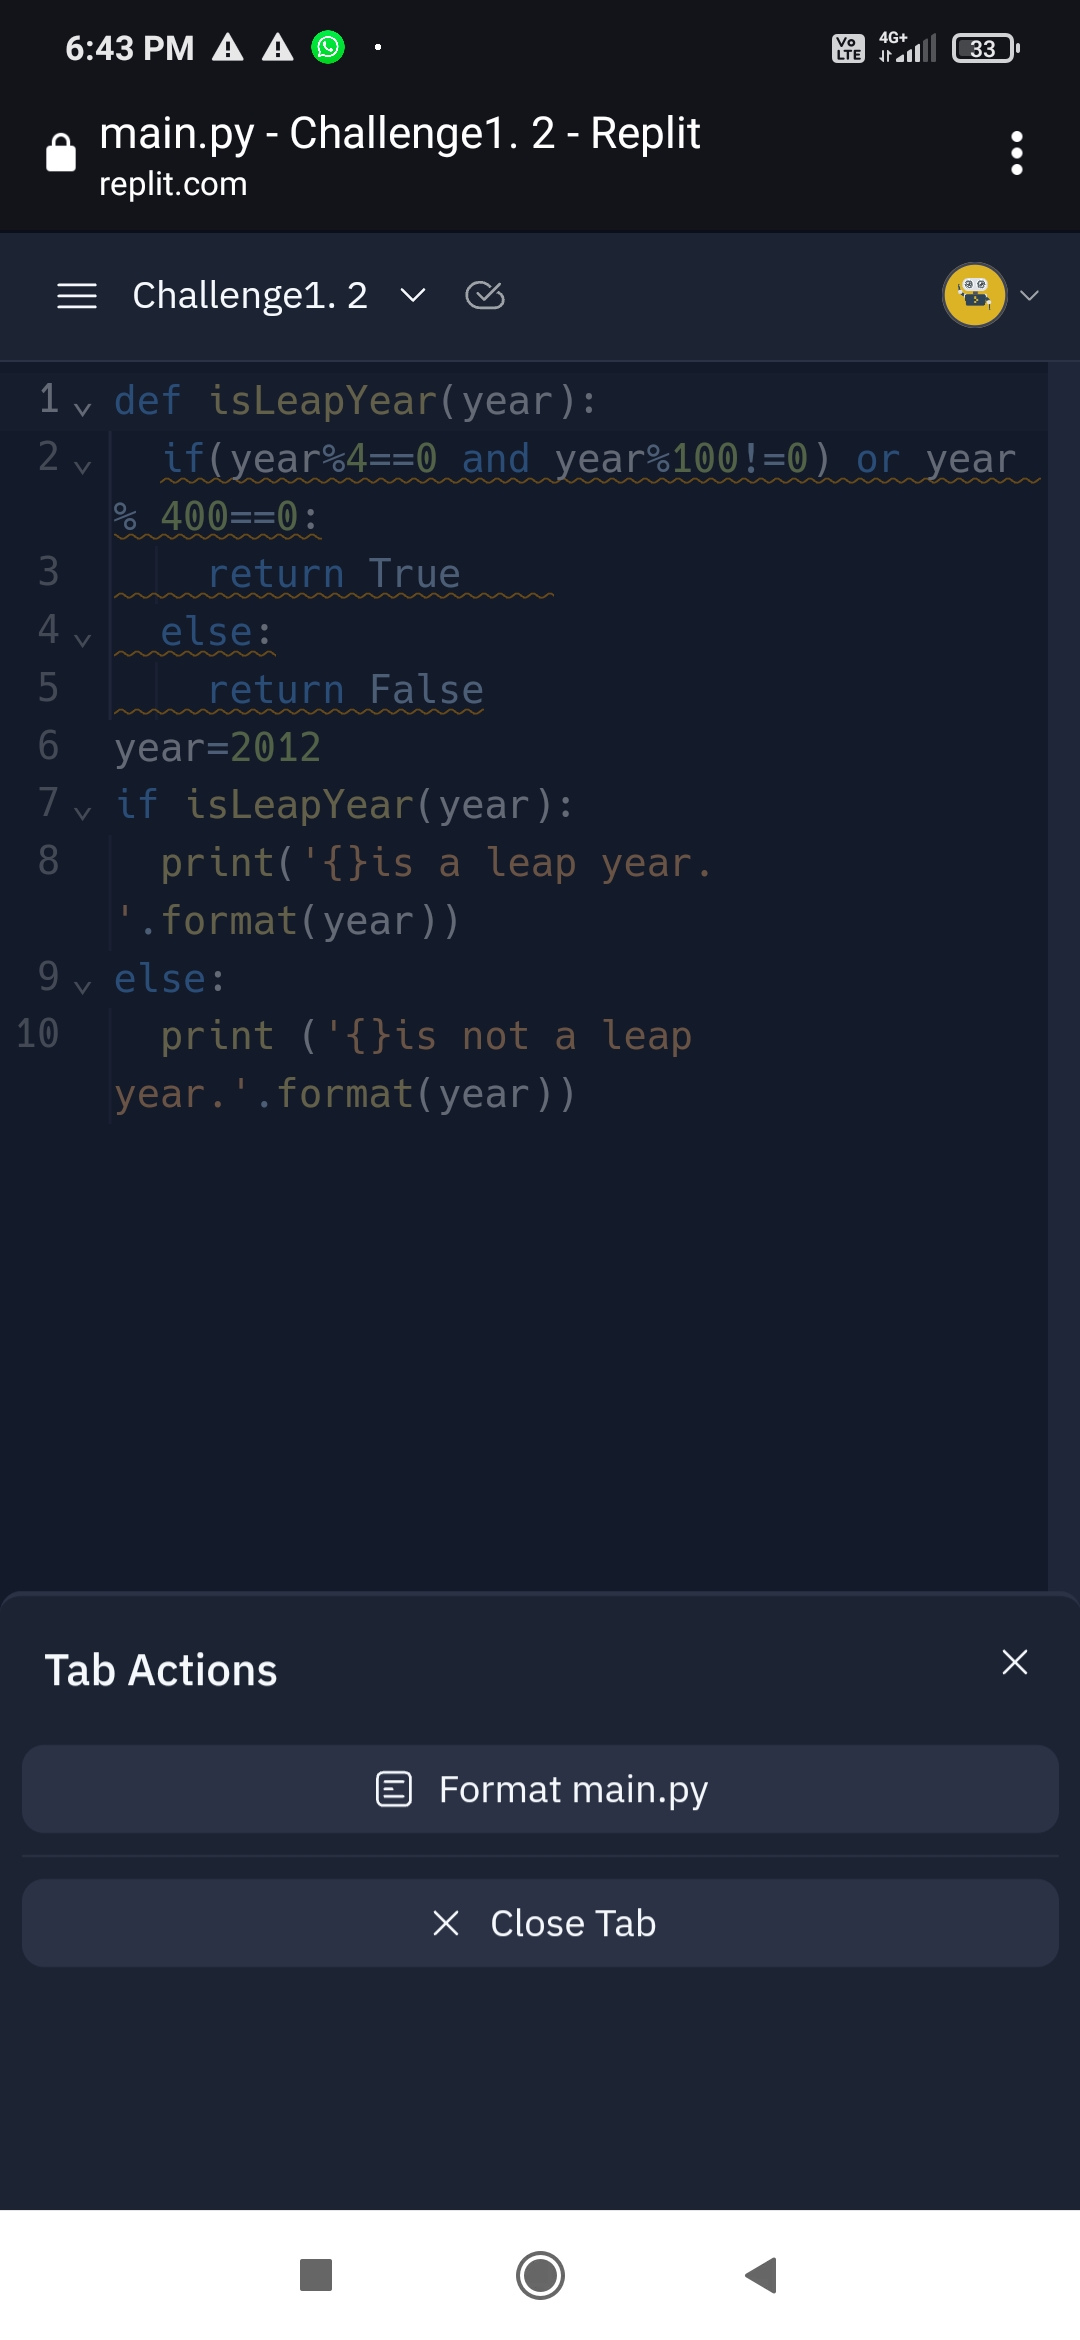 6:43 PM
Vo LTE 4G+ 33
main.py - Challenge1. 2 - Replit
replit.com
Challenge1. 2
1 def isLeapYear(year):
2   if(year%4==0 and year%100!=0) or year
% 400==0:
3     return True
4   else:
5     return False
6 year=2012
7 if isLeapYear(year):
8   print('{}is a leap year.
'.format(year))
9 else:
10   print ('{}is not a leap
year.'.format(year))
Tab Actions
Format main.py
Close Tab